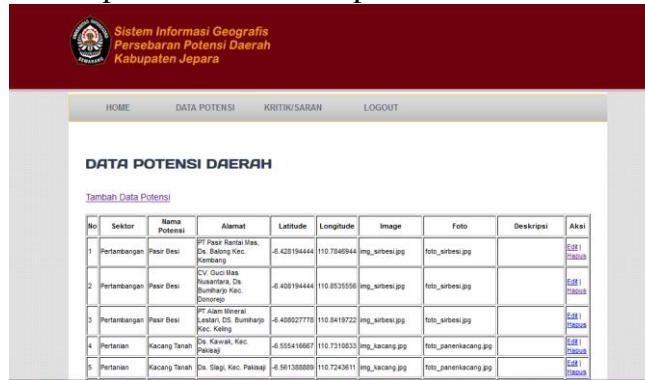 Sistem Informasi Geografis
Persebaran Potensi Daerah
Kabupaten Jepara
HOME DATA POTENSI KRITIK/SARAN LOGOUT
DATA POTENSI DAERAH
Tambah Data Potensi
No Sektor Nama Potensi Alamat Latitude Longitude Image Foto Deskripsi Aksi
1 Pertambangan Pasir Besi PT Pasir Rantai Mas, Ds. Balong Kec. Kembang -6.428194444 110.7846944 img_sirbesi.jpg foto_sirbesi.jpg Edit | Hapus
2 Pertambangan Pasir Besi CV. Guci Mas Nusantara, Ds. Bumiharjo Kec. Donorejo -6.408194444 110.8535556 img_sirbesi.jpg foto_sirbesi.jpg Edit | Hapus
3 Pertambangan Pasir Besi PT Alam Mineral Lestari, DS. Bumiharjo Kec. Keling -6.408027778 110.8419722 img_sirbesi.jpg foto_sirbesi.jpg Edit | Hapus
4 Pertanian Kacang Tanah Ds. Kawak, Kec. Pakisaji -6.555416667 110.7310833 img_kacang.jpg foto_panenkacang.jpg Edit | Hapus
5 Pertanian Kacang Tanah Ds. Slagi, Kec. Pakisaji -6.561388889 110.7243611 img_kacang.jpg foto_panenkacang.jpg Edit | Hapus